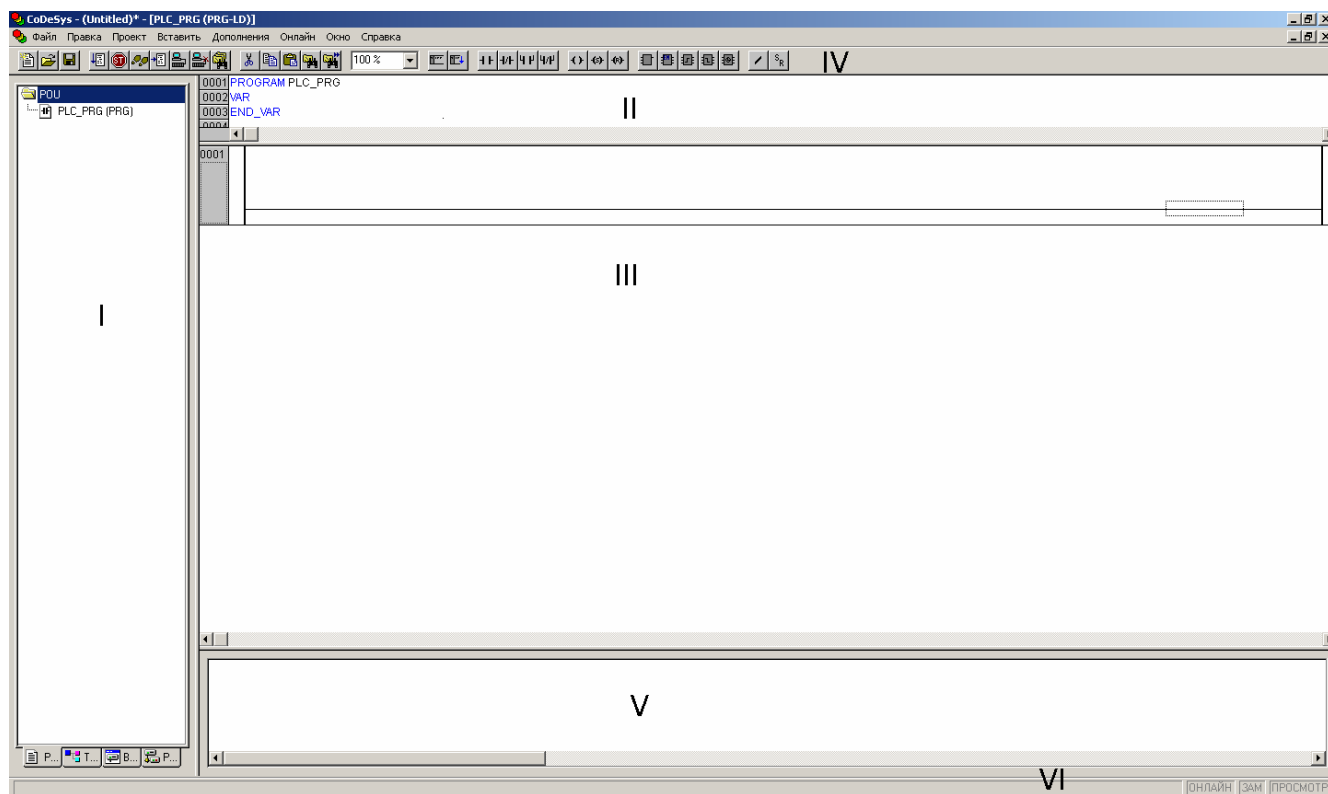 CoDeSys - (Untitled)* - [PLC_PRG (PRG-LD)]
Файл Правка Проект Вставить Дополнения Онлайн Окно Справка
100 %
IV
POU
PLC_PRG (PRG)
0001 PROGRAM PLC_PRG
0002 VAR
0003 END_VAR
0004
II
0001
III
I
V
P... T... B... P...
VI
ОНЛАЙН ЗАМ ПРОСМОТР